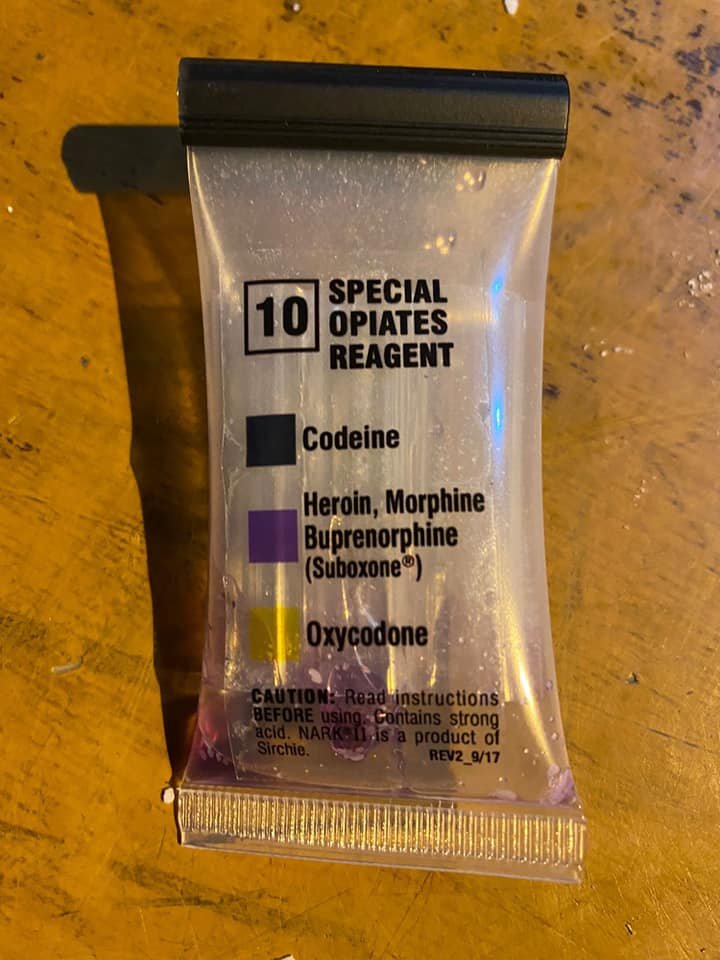 10 SPECIAL
OPIATES
REAGENT
Codeine
Heroin, Morphine
Buprenorphine
(Suboxone®)
Oxycodone
CAUTION: Read instructions
BEFORE using. Contains strong
acid. NARK® II is a product of
Sirchie. REV2_9/17